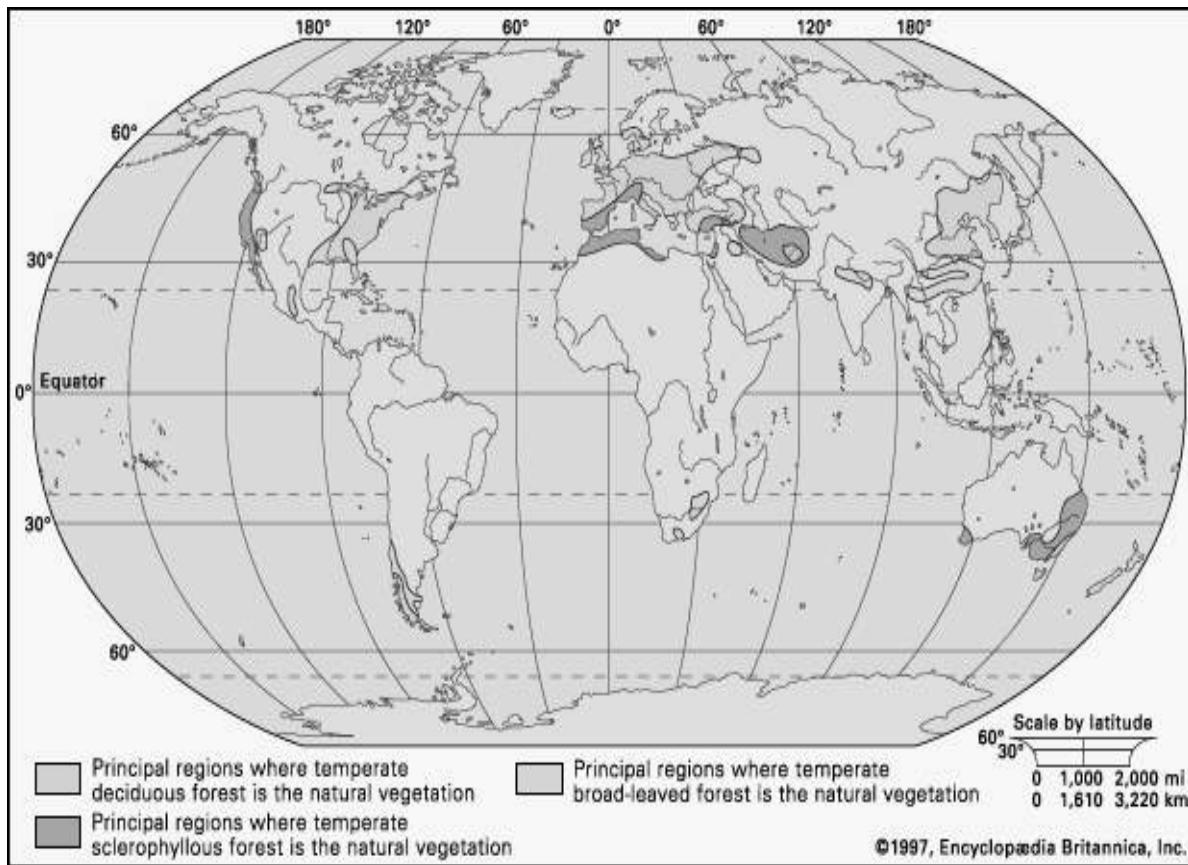 180° 120° 60° 0° 60° 120° 180°
60°
30°
0° Equator
30°
60°
Scale by latitude
60°
30°
0 1,000 2,000 mi
0 1,610 3,220 km
Principal regions where temperate
deciduous forest is the natural vegetation
Principal regions where temperate
broad-leaved forest is the natural vegetation
Principal regions where temperate
sclerophyllous forest is the natural vegetation
©1997, Encyclopædia Britannica, Inc.